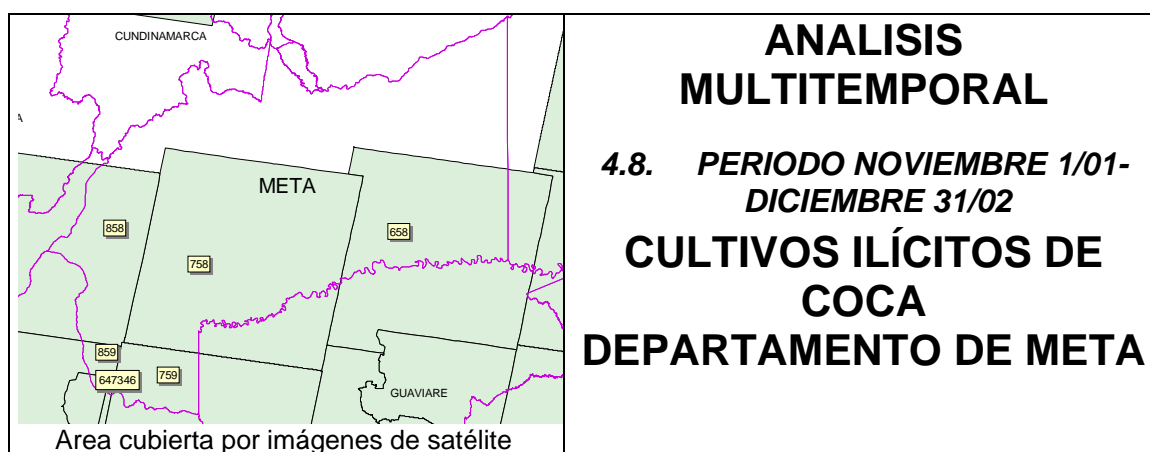 CUNDINAMARCA
A
META
858
658
758
859
647346
759
GUAVIARE
Area cubierta por imágenes de satélite
ANALISIS
MULTITEMPORAL
4.8. PERIODO NOVIEMBRE 1/01-
DICIEMBRE 31/02
CULTIVOS ILÍCITOS DE
COCA
DEPARTAMENTO DE META